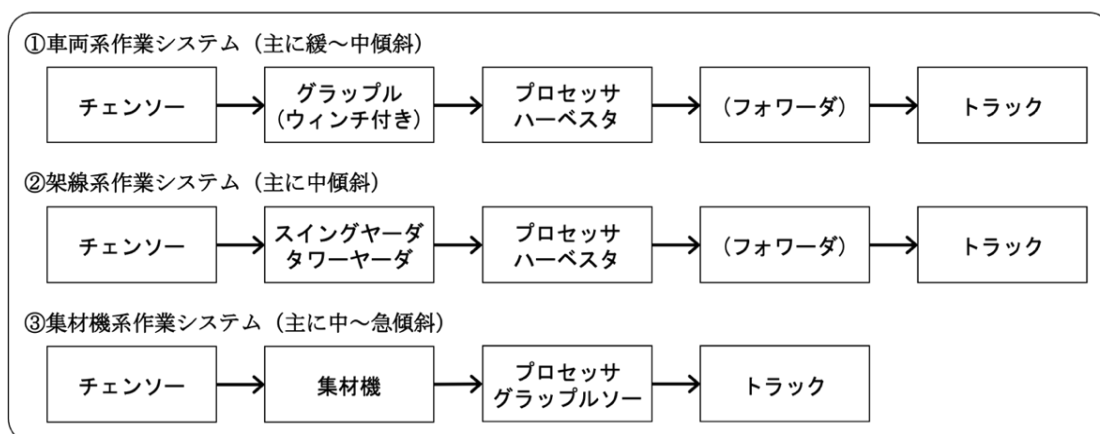 ①車両系作業システム（主に緩～中傾斜）
チェンソー
グラップル
(ウィンチ付き)
プロセッサ
ハーベスタ
(フォワーダ)
トラック
②架線系作業システム（主に中傾斜）
チェンソー
スイングヤーダ
タワーヤーダ
プロセッサ
ハーベスタ
(フォワーダ)
トラック
③集材機系作業システム（主に中～急傾斜）
チェンソー
集材機
プロセッサ
グラップルソー
トラック